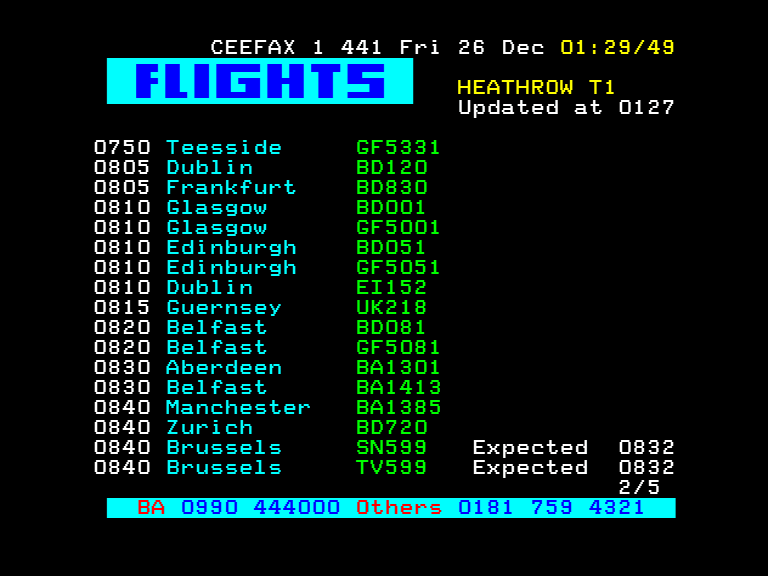 CEEFAX 1 441 Fri 26 Dec 01:29/49
FLIGHTS
HEATHROW T1
Updated at 0127
0750 Teesside GF5331
0805 Dublin BD120
0805 Frankfurt BD830
0810 Glasgow BD001
0810 Glasgow GF5001
0810 Edinburgh BD051
0810 Edinburgh GF5051
0810 Dublin EI152
0815 Guernsey UK218
0820 Belfast BD081
0820 Belfast GF5081
0830 Aberdeen BA1301
0830 Belfast BA1413
0840 Manchester BA1385
0840 Zurich BD720
0840 Brussels SN599 Expected 0832
0840 Brussels TV599 Expected 0832
2/5
BA 0990 444000 Others 0181 759 4321